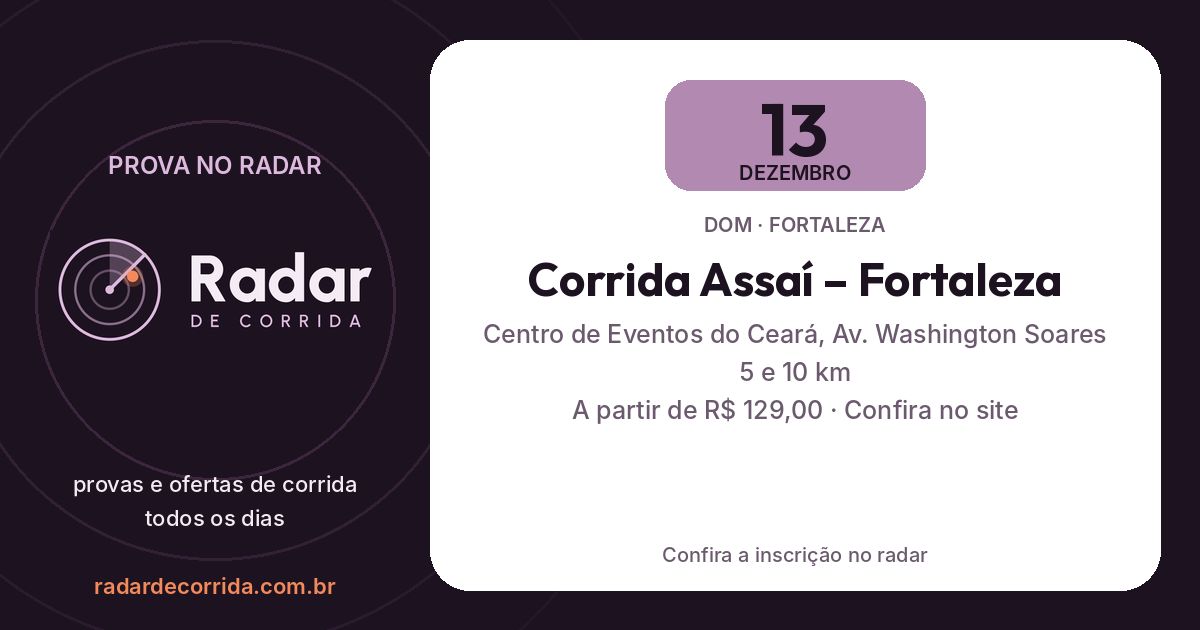 PROVA NO RADAR
Radar
DE CORRIDA
provas e ofertas de corrida
todos os dias
radardecorrida.com.br
13
DEZEMBRO
DOM · FORTALEZA
Corrida Assaí – Fortaleza
Centro de Eventos do Ceará, Av. Washington Soares
5 e 10 km
A partir de R$ 129,00 · Confira no site
Confira a inscrição no radar